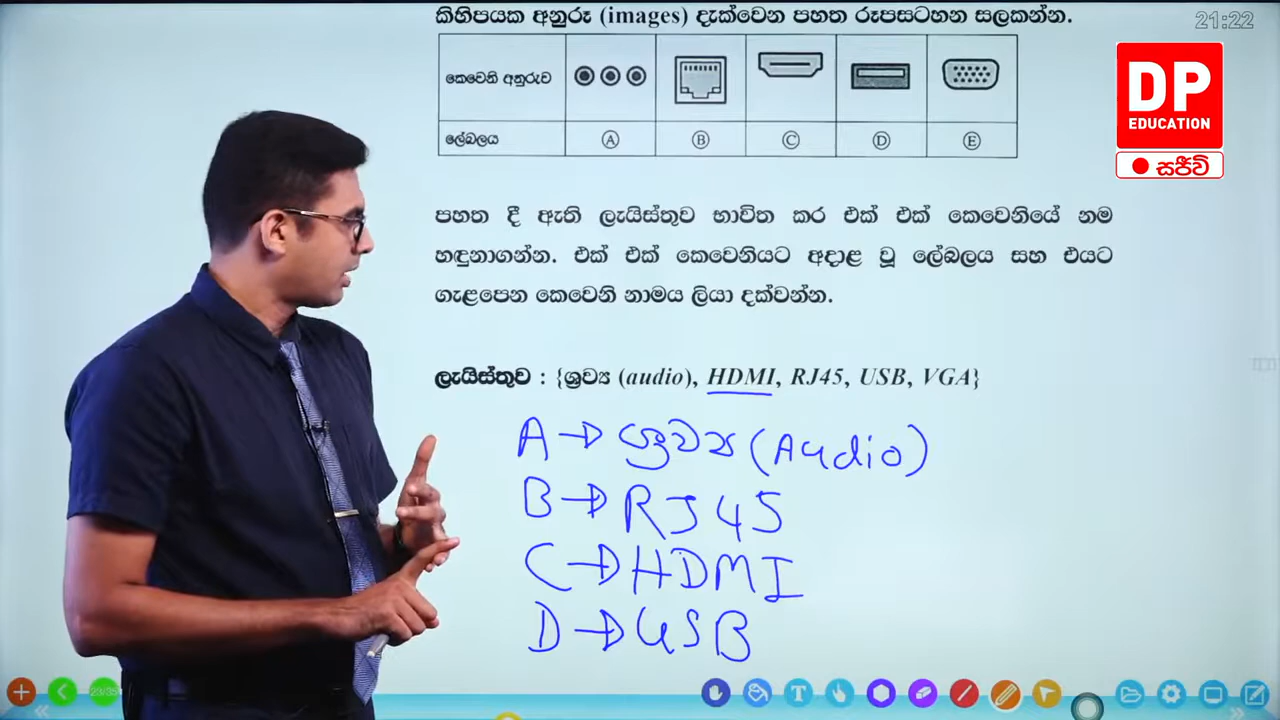 කිහිපයක අනුරූ (images) දැක්වෙන පහත රූපසටහන සලකන්න.
21:22
කෙවෙනි අනුරුව
ලේබලය Ⓐ Ⓑ Ⓒ Ⓓ Ⓔ
DP
EDUCATION
සජීවි
පහත දී ඇති ලැයිස්තුව භාවිත කර එක් එක් කෙවෙනියේ නම
හඳුනාගන්න. එක් එක් කෙවෙනියට අදාළ වූ ලේබලය සහ එයට
ගැළපෙන කෙවෙනි නාමය ලියා දක්වන්න.
ලැයිස්තුව : {ශ්‍රව්‍ය (audio), HDMI, RJ45, USB, VGA}
A → ශ්‍රව්‍ය (Audio)
B → RJ45
C → HDMI
D → USB
23/35